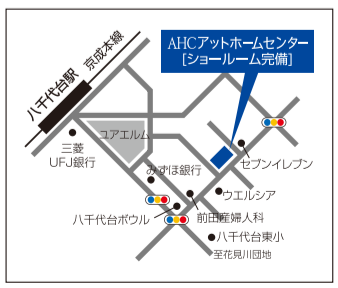 AHCアットホームセンター
[ショールーム完備]
京成本線
八千代台駅
ユアエルム
三菱
UFJ銀行
みずほ銀行
セブンイレブン
ウエルシア
八千代台ボウル
前田産婦人科
八千代台東小
至花見川団地